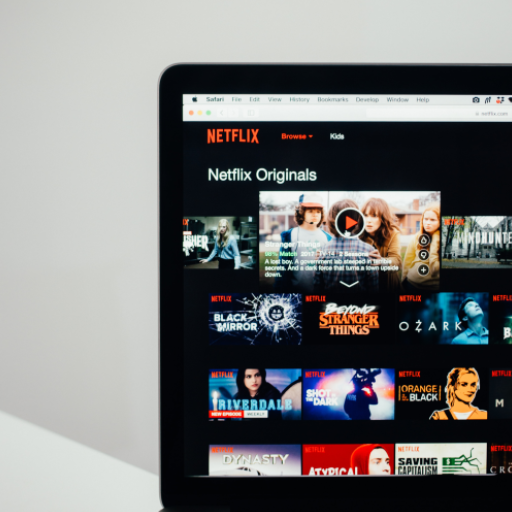 Safari File Edit View History Bookmarks Develop Window Help
netflix.com
NETFLIX Browse Kids
Netflix Originals
Stranger Things
Match 2017 TV-14 2 Seasons
A lost boy. A government lab steeped in terrible
secrets. And a dark force that turns a town upside
down.
NETFLIX
MINDHUNTE
NETFLIX
BLACK MIRROR
NETFLIX
BEYOND
STRANGER
THINGS
NETFLIX
OZARK
NETFLIX
RIVERDALE
NEW EPISODE WEEKLY
NETFLIX
SHOT IN THE DARK
NETFLIX
ORANGE IS THE NEW BLACK
M
DYNASTY
NETFLIX
ATYPICAL
SAVING
CAPITALISM
NETFLIX
CRO